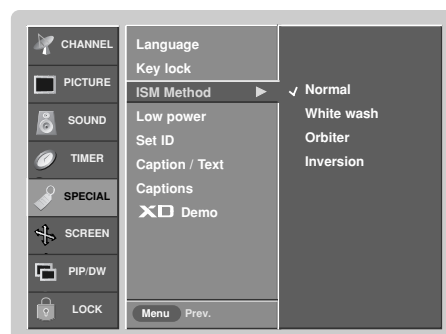 CHANNEL
PICTURE
SOUND
TIMER
SPECIAL
SCREEN
PIP/DW
LOCK
Language
Key lock
ISM Method
Low power
Set ID
Caption / Text
Captions
XD Demo
Menu Prev.
Normal
White wash
Orbiter
Inversion